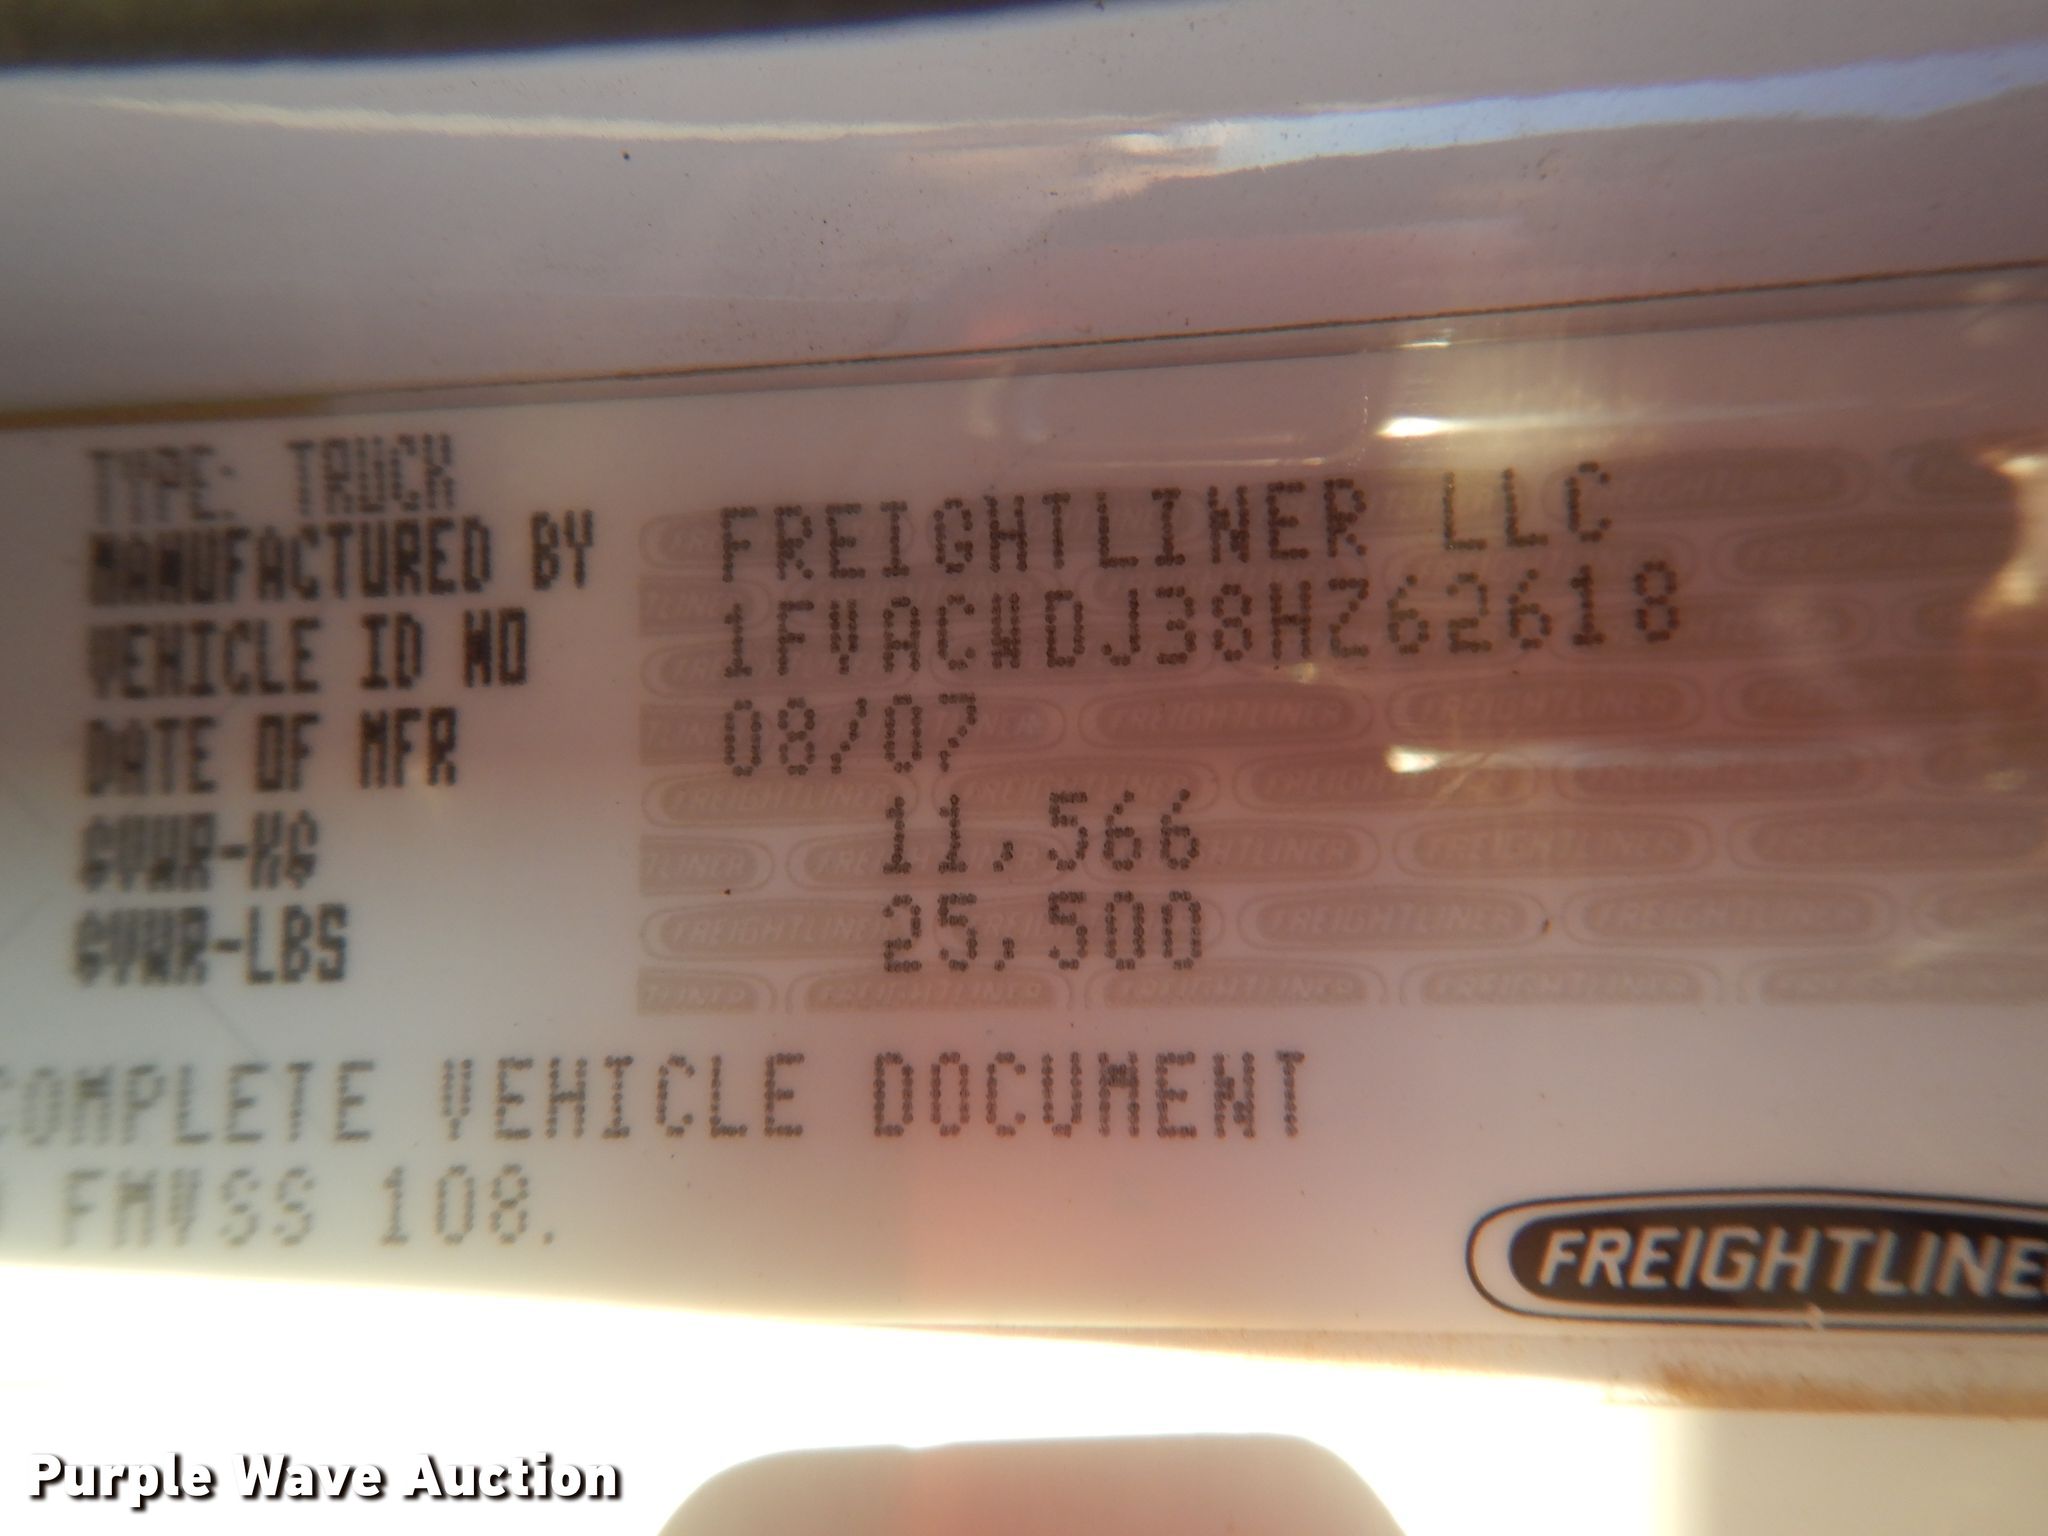 TYPE: TRUCK
MANUFACTURED BY FREIGHTLINER LLC
VEHICLE ID NO 1FVACWDJ38HZ62618
DATE OF MFR 08/07
GVWR-KG 11,566
GVWR-LBS 25,500
COMPLETE VEHICLE DOCUMENT
FMVSS 108.
FREIGHTLINE
Purple Wave Auction